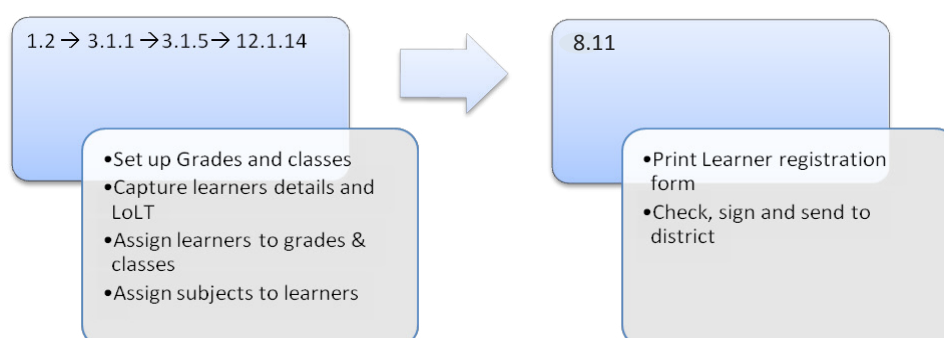 1.2 → 3.1.1 →3.1.5→ 12.1.14
•Set up Grades and classes
•Capture learners details and
LoLT
•Assign learners to grades &
classes
•Assign subjects to learners
8.11
•Print Learner registration
form
•Check, sign and send to
district